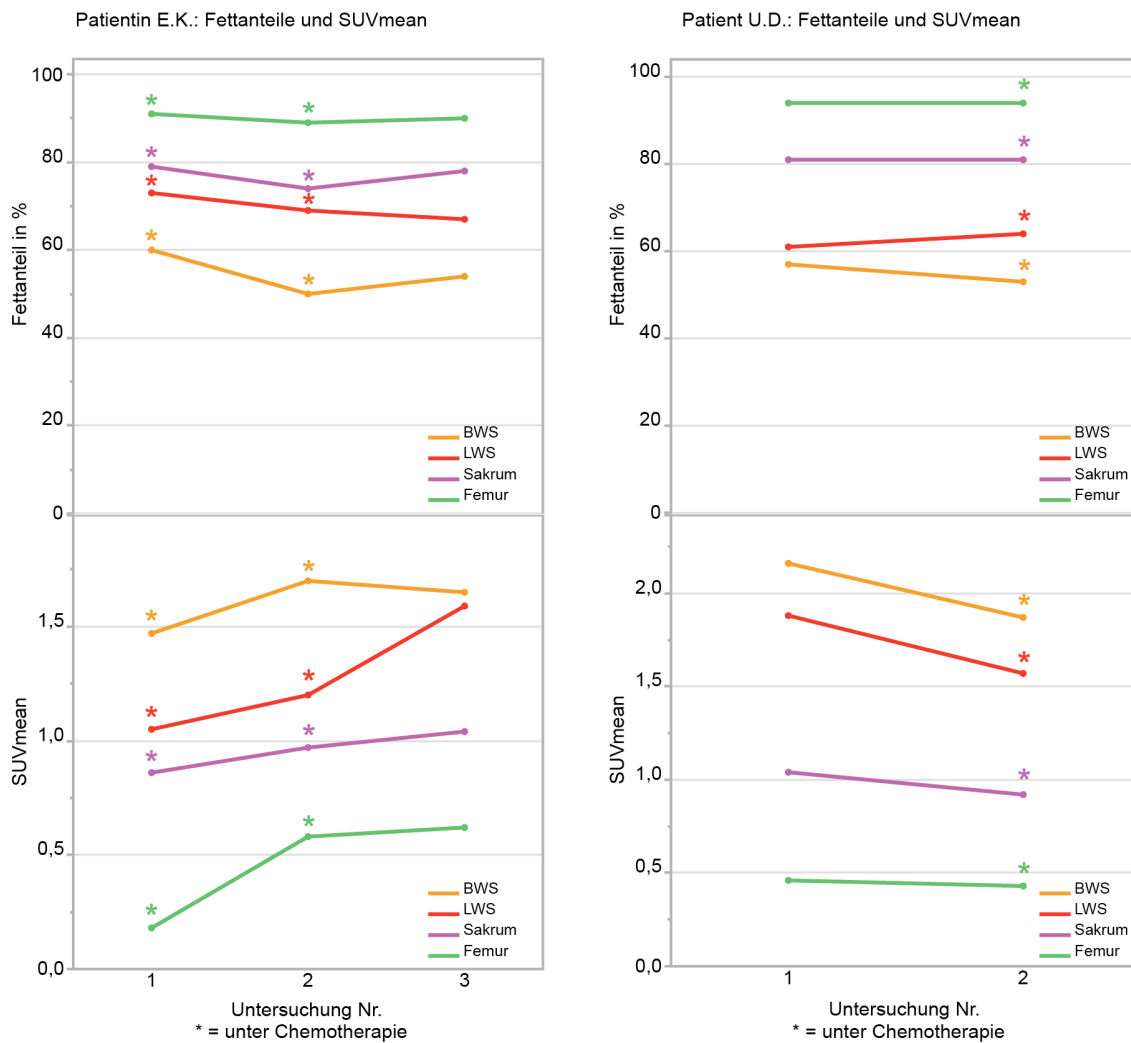 Patientin E.K.: Fettanteile und SUVmean
100
80
60
40
20
0
Fettanteil in %
*
*
*
*
*
*
*
*
BWS
LWS
Sakrum
Femur
1,5
1,0
0,5
0,0
SUVmean
*
*
*
*
*
*
*
*
BWS
LWS
Sakrum
Femur
1
2
3
Untersuchung Nr.
* = unter Chemotherapie
Patient U.D.: Fettanteile und SUVmean
100
80
60
40
20
0
Fettanteil in %
*
*
*
*
BWS
LWS
Sakrum
Femur
2,0
1,5
1,0
0,5
0,0
SUVmean
*
*
*
*
BWS
LWS
Sakrum
Femur
1
2
Untersuchung Nr.
* = unter Chemotherapie